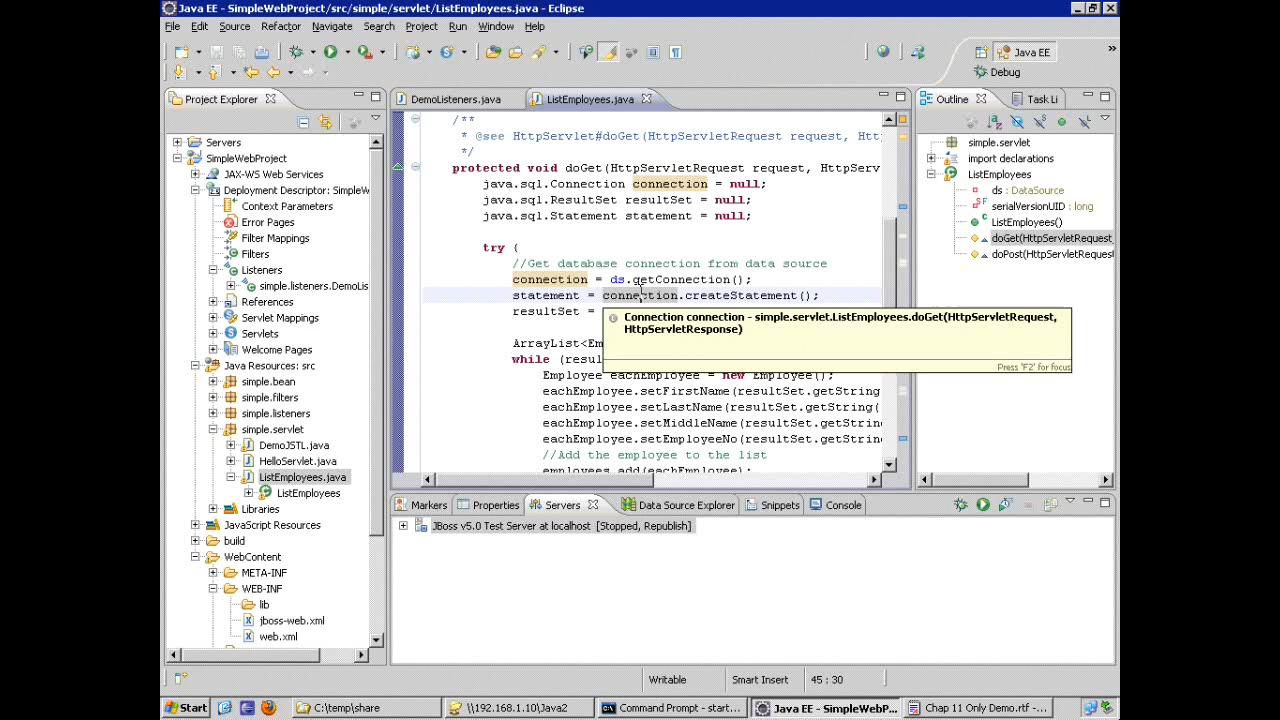 Java EE - SimpleWebProject/src/simple/servlet/ListEmployees.java - Eclipse
File Edit Source Refactor Navigate Search Project Run Window Help
Java EE
Debug
Project Explorer
Servers
SimpleWebProject
JAX-WS Web Services
Deployment Descriptor: SimpleW
Context Parameters
Error Pages
Filter Mappings
Filters
Listeners
simple.listeners.DemoLis
References
Servlet Mappings
Servlets
Welcome Pages
Java Resources: src
simple.bean
simple.filters
simple.listeners
simple.servlet
DemoJSTL.java
HelloServlet.java
ListEmployees.java
ListEmployees
Libraries
JavaScript Resources
build
WebContent
META-INF
WEB-INF
lib
jboss-web.xml
web.xml
DemoListeners.java ListEmployees.java
/**
* @see HttpServlet#doGet(HttpServletRequest request, Htt
*/
protected void doGet(HttpServletRequest request, HttpServ
java.sql.Connection connection = null;
java.sql.ResultSet resultSet = null;
java.sql.Statement statement = null;
try {
//Get database connection from data source
connection = ds.getConnection();
statement = connection.createStatement();
resultSet =
Connection connection - simple.servlet.ListEmployees.doGet(HttpServletRequest,
HttpServletResponse)
Press 'F2' for focus
ArrayList<Em
while (resul
Employee eachEmployee = new Employee();
eachEmployee.setFirstName(resultSet.getString(
eachEmployee.setLastName(resultSet.getString(
eachEmployee.setMiddleName(resultSet.getString
eachEmployee.setEmployeeNo(resultSet.getString
//Add the employee to the list
employees.add(eachEmployee);
Outline Task Li
simple.servlet
import declarations
ListEmployees
ds : DataSource
serialVersionUID : long
ListEmployees()
doGet(HttpServletRequest
doPost(HttpServletRequest
Markers Properties Servers Data Source Explorer Snippets Console
JBoss v5.0 Test Server at localhost [Stopped, Republish]
Writable Smart Insert 45 : 30
Start C:\temp\share \\192.168.1.10\Java2 Command Prompt - start... Java EE - SimpleWebP... Chap 11 Only Demo.rtf - ...